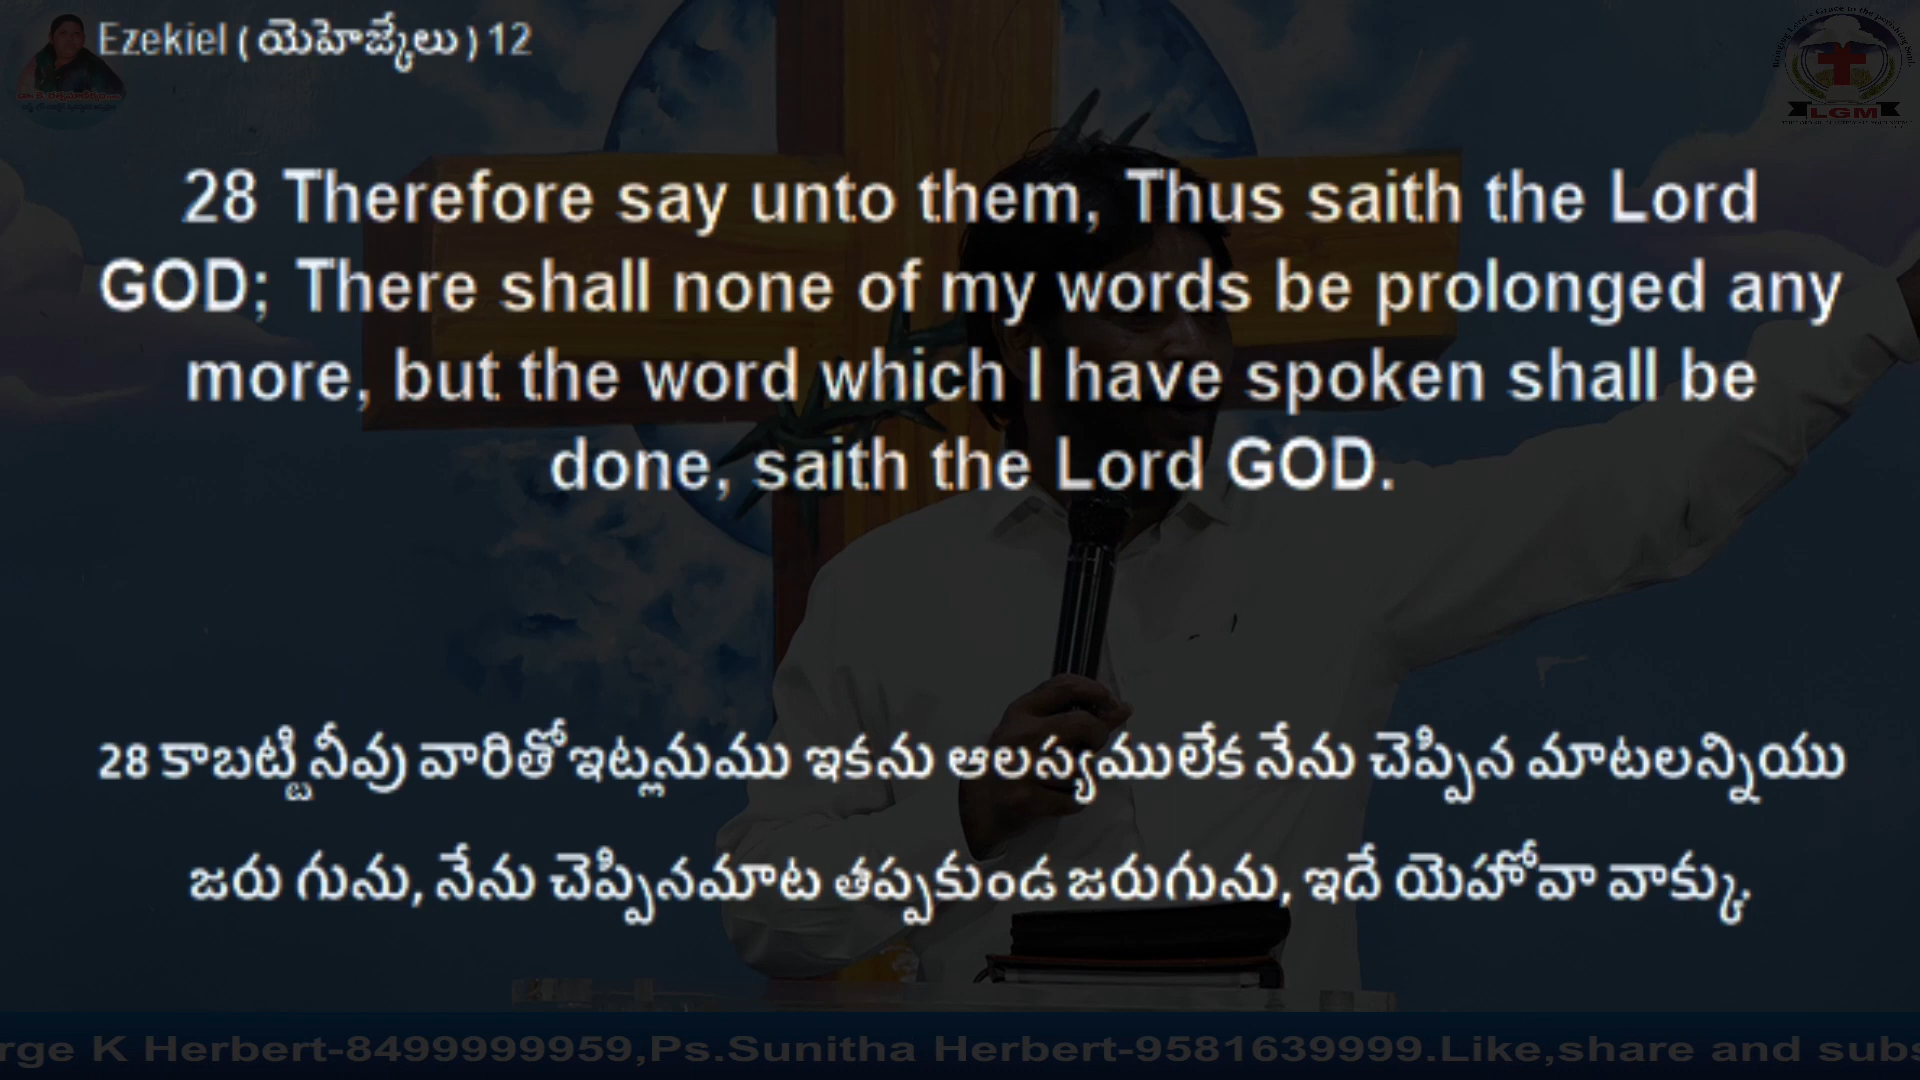 Ezekiel ( యెహెజ్కేలు ) 12
28 Therefore say unto them, Thus saith the Lord
GOD; There shall none of my words be prolonged any
more, but the word which I have spoken shall be
done, saith the Lord GOD.
28 కాబట్టి నీవు వారితో ఇట్లనుము ఇకను ఆలస్యములేక నేను చెప్పిన మాటలన్నియు
జరు గును, నేను చెప్పినమాట తప్పకుండ జరుగును, ఇదే యెహోవా వాక్కు.
LGM
rge K Herbert-8499999959,Ps.Sunitha Herbert-9581639999.Like,share and subs